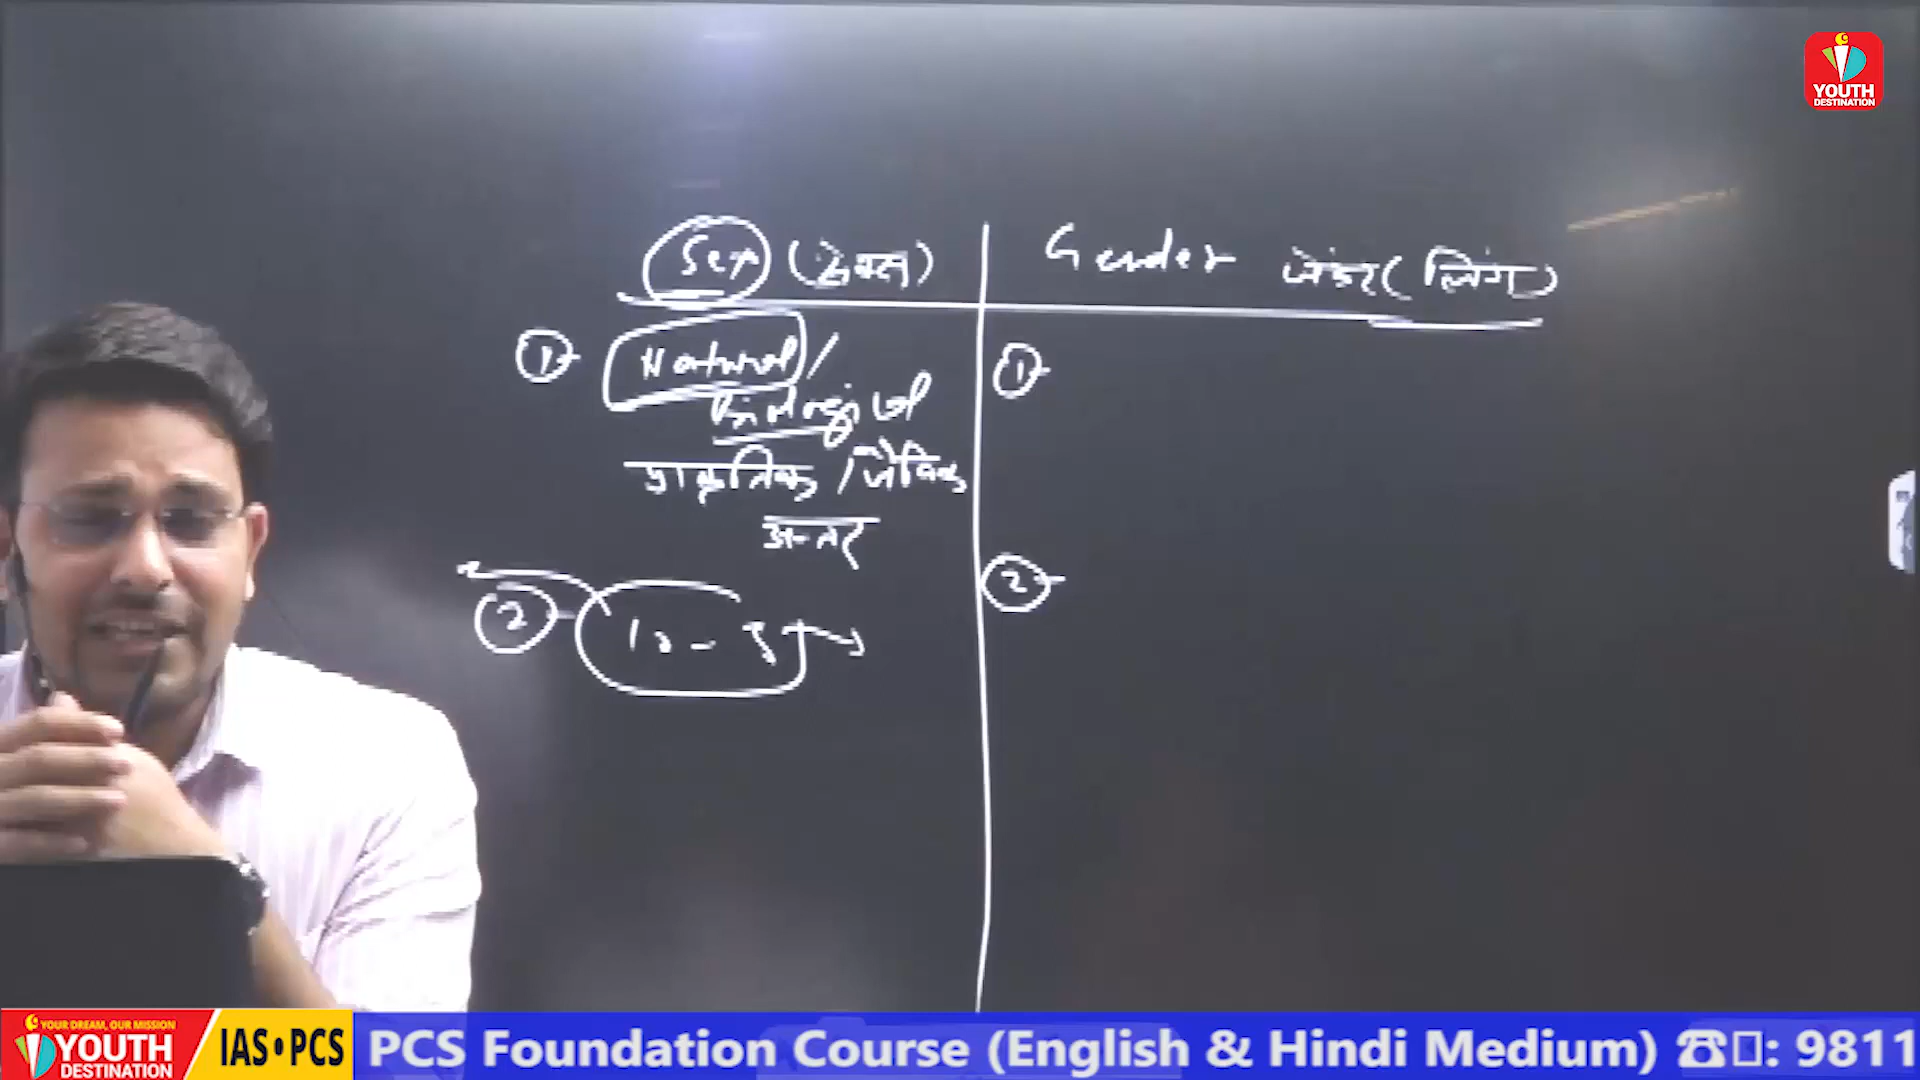 YOUTH
DESTINATION
Sex (सेक्स)
Gender जेंडर (लिंग)
① Natural/
Biological
प्राकृतिक / जैविक
अन्तर
②
①
②
YOUR DREAM, OUR MISSION
YOUTH
DESTINATION
IAS•PCS
PCS Foundation Course (English & Hindi Medium) ☎: 9811